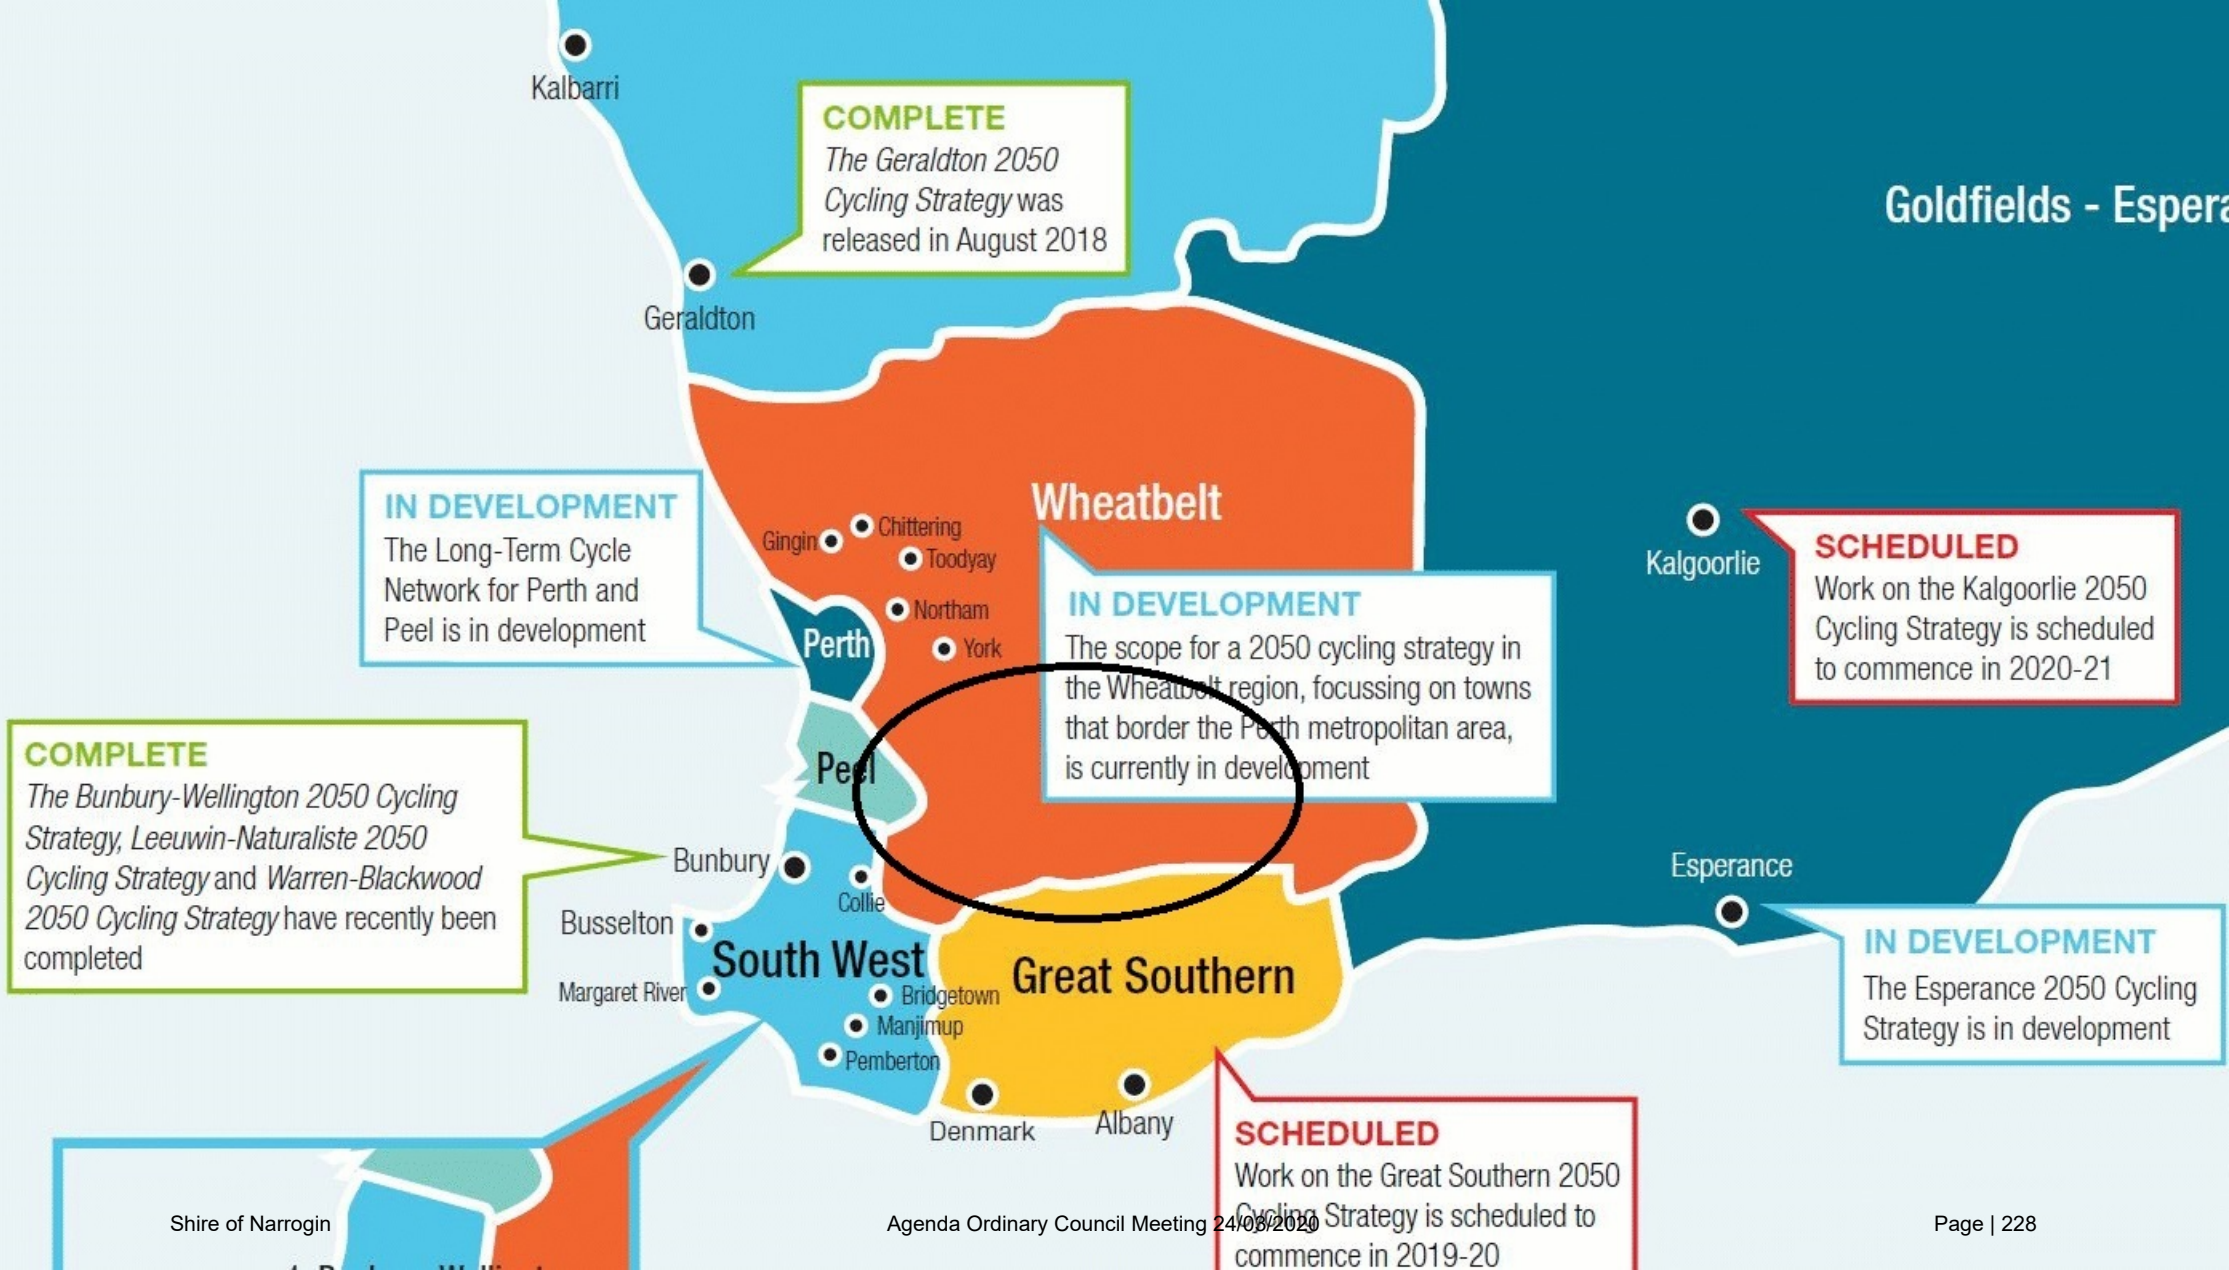 Kalbarri
COMPLETE
The Geraldton 2050
Cycling Strategy was
released in August 2018
Goldfields - Espera
Geraldton
Wheatbelt
IN DEVELOPMENT
The Long-Term Cycle
Network for Perth and
Peel is in development
Gingin
Chittering
Toodyay
Northam
York
Perth
IN DEVELOPMENT
The scope for a 2050 cycling strategy in
the Wheatbelt region, focussing on towns
that border the Perth metropolitan area,
is currently in development
Kalgoorlie
SCHEDULED
Work on the Kalgoorlie 2050
Cycling Strategy is scheduled
to commence in 2020-21
Peel
COMPLETE
The Bunbury-Wellington 2050 Cycling
Strategy, Leeuwin-Naturaliste 2050
Cycling Strategy and Warren-Blackwood
2050 Cycling Strategy have recently been
completed
Bunbury
Collie
Busselton
South West
Margaret River
Bridgetown
Manjimup
Pemberton
Great Southern
Denmark
Albany
Esperance
IN DEVELOPMENT
The Esperance 2050 Cycling
Strategy is in development
SCHEDULED
Work on the Great Southern 2050
Cycling Strategy is scheduled to
commence in 2019-20
Shire of Narrogin
Agenda Ordinary Council Meeting 24/03/2020
Page | 228